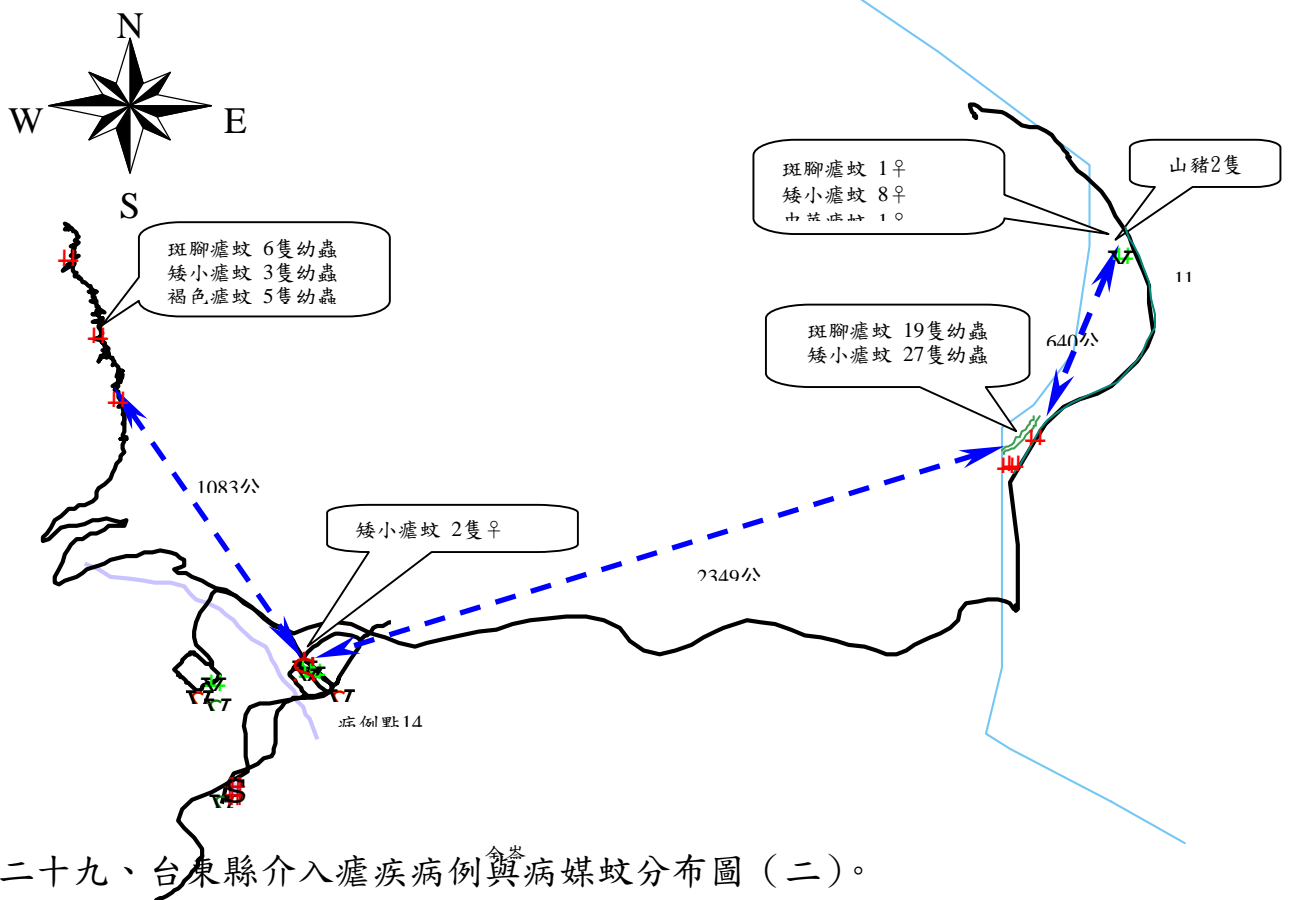 N
W
E
S
斑腳瘧蚊 6隻幼蟲
矮小瘧蚊 3隻幼蟲
褐色瘧蚊 5隻幼蟲
斑腳瘧蚊 1♀
矮小瘧蚊 8♀
瘧蚊 1♀
山豬2隻
11
斑腳瘧蚊 19隻幼蟲
矮小瘧蚊 27隻幼蟲
640公
1083公
矮小瘧蚊 2隻♀
2349公
病例點14
S
二十九、台東縣介入瘧疾病例與病媒蚊分布圖（二）。